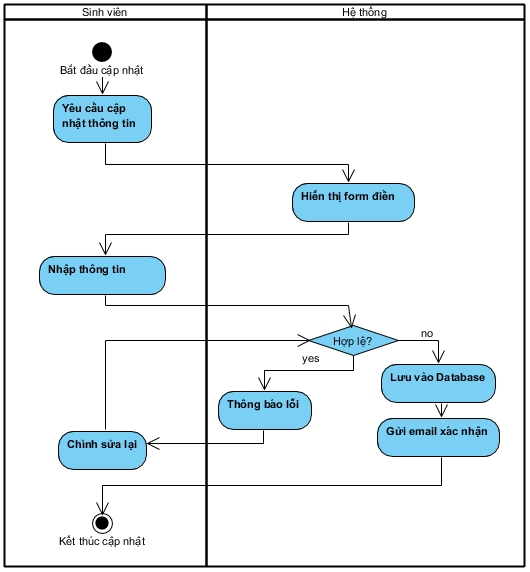 Sinh viên
Hệ thống
Bắt đầu cập nhật
Yêu cầu cập
nhật thông tin
Hiển thị form điền
Nhập thông tin
Hợp lệ?
no
yes
Lưu vào Database
Thông báo lỗi
Gửi email xác nhận
Chỉnh sửa lại
Kết thúc cập nhật